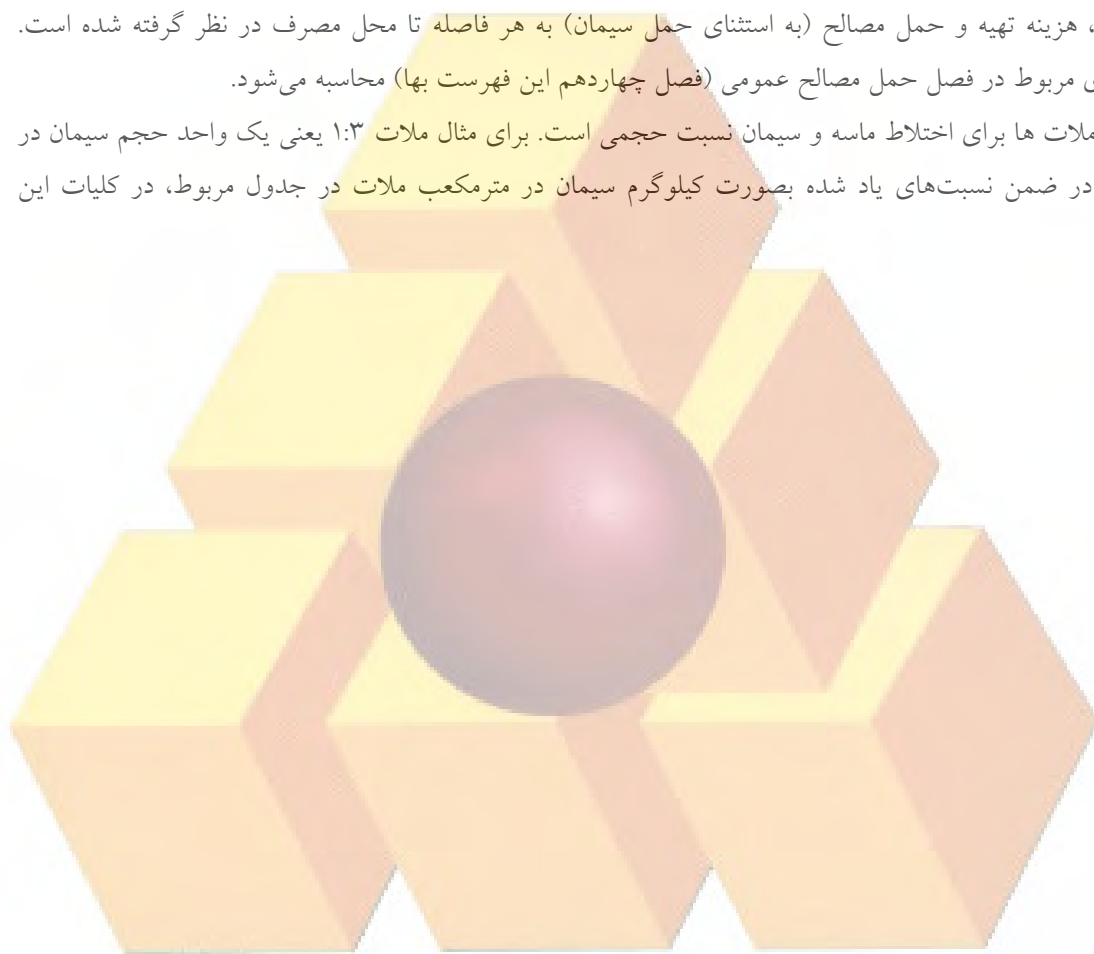 ، هزینه تهیه و حمل مصالح (به استثنای حمل سیمان) به هر فاصله تا محل مصرف در نظر گرفته شده است.
مربوط در فصل حمل مصالح عمومی (فصل چهاردهم این فهرست بها) محاسبه می‌شود.
ملات ها برای اختلاط ماسه و سیمان نسبت حجمی است. برای مثال ملات ۱:۳ یعنی یک واحد حجم سیمان در
در ضمن نسبت‌های یاد شده بصورت کیلوگرم سیمان در مترمکعب ملات در جدول مربوط، در کلیات این